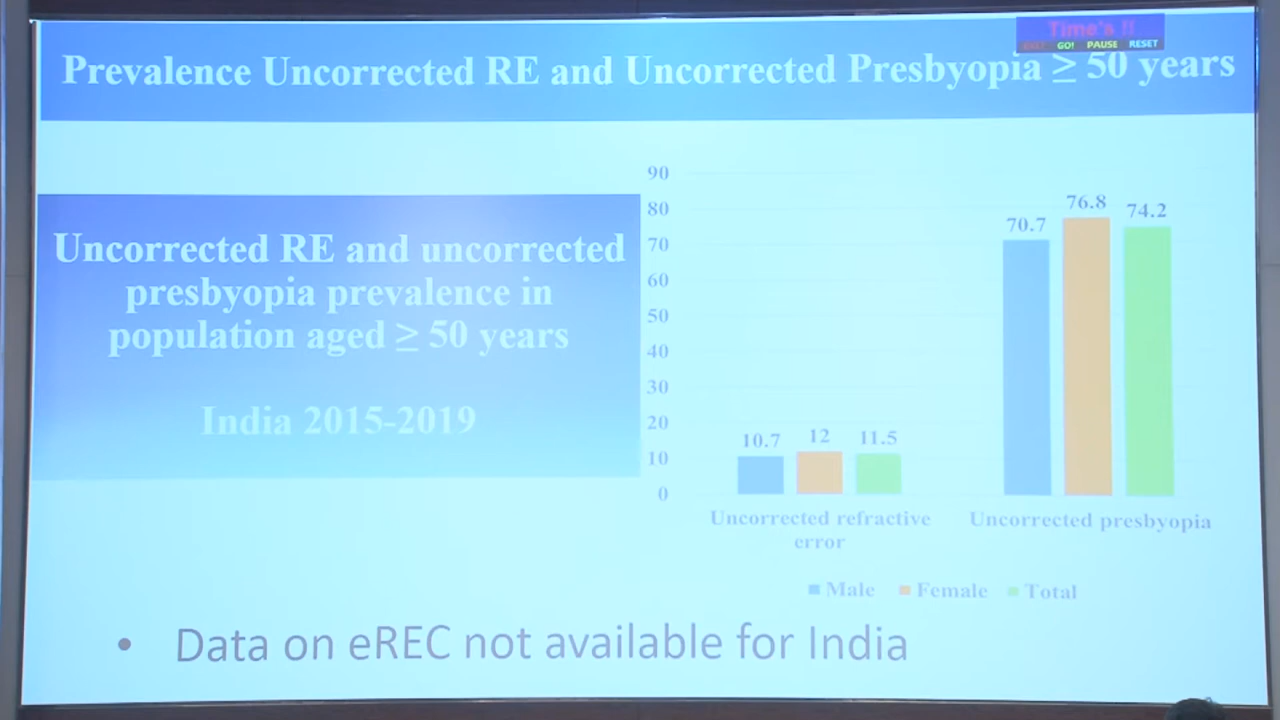 Time's !!
EXIT GO! PAUSE RESET
Prevalence Uncorrected RE and Uncorrected Presbyopia ≥ 50 years
Uncorrected RE and uncorrected
presbyopia prevalence in
population aged ≥ 50 years
India 2015-2019
90
80
70
60
50
40
30
20
10
0
10.7
12
11.5
70.7
76.8
74.2
Uncorrected refractive
error
Uncorrected presbyopia
Male Female Total
• Data on eREC not available for India